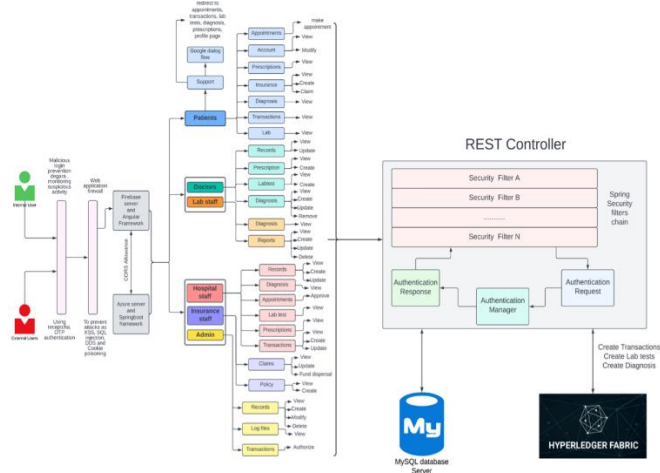 redirect to
appointments,
transactions, lab
tests, diagnosis,
prescriptions,
profile page
Google dialog
flow
Support
Patients
Appointments
make
appointment
View
Account
Modify
Prescriptions
View
Insurance
View
Create
Claim
Diagnosis
View
Transactions
View
Lab
View
Malicious
login
prevention
monitoring
suspicious
activity
Web
application
firewall
Internal User
External Users
Using
OTP
authentication
To prevent
attacks as
XSS, SQL
injection,
DDS and
Cookie
poisoning
Firebase
server
and
Angular
Framework
CORS Allowance
Azure server
and
Springboot
framework
Doctors
Lab staff
Records
View
Update
Prescription
View
Create
Labtest
View
Create
Diagnosis
View
Create
Update
Remove
Diagnosis
View
Reports
View
Create
Update
Delete
Hospital
staff
Insurance
staff
Admin
Records
View
Create
Update
Diagnosis
View
Appointments
Approve
Lab test
View
Prescriptions
View
Transactions
View
Create
Update
Claims
View
Update
Fund dispersal
Policy
View
Create
Records
View
Create
Modify
Delete
Log files
View
Transactions
Authorize
REST Controller
Security Filter A
Security Filter B
............
Security Filter N
Spring
Security
filters
chain
Authentication
Response
Authentication
Manager
Authentication
Request
Create Transactions
Create Lab tests
Create Diagnosis
My
MySQL database
Server
HYPERLEDGER FABRIC